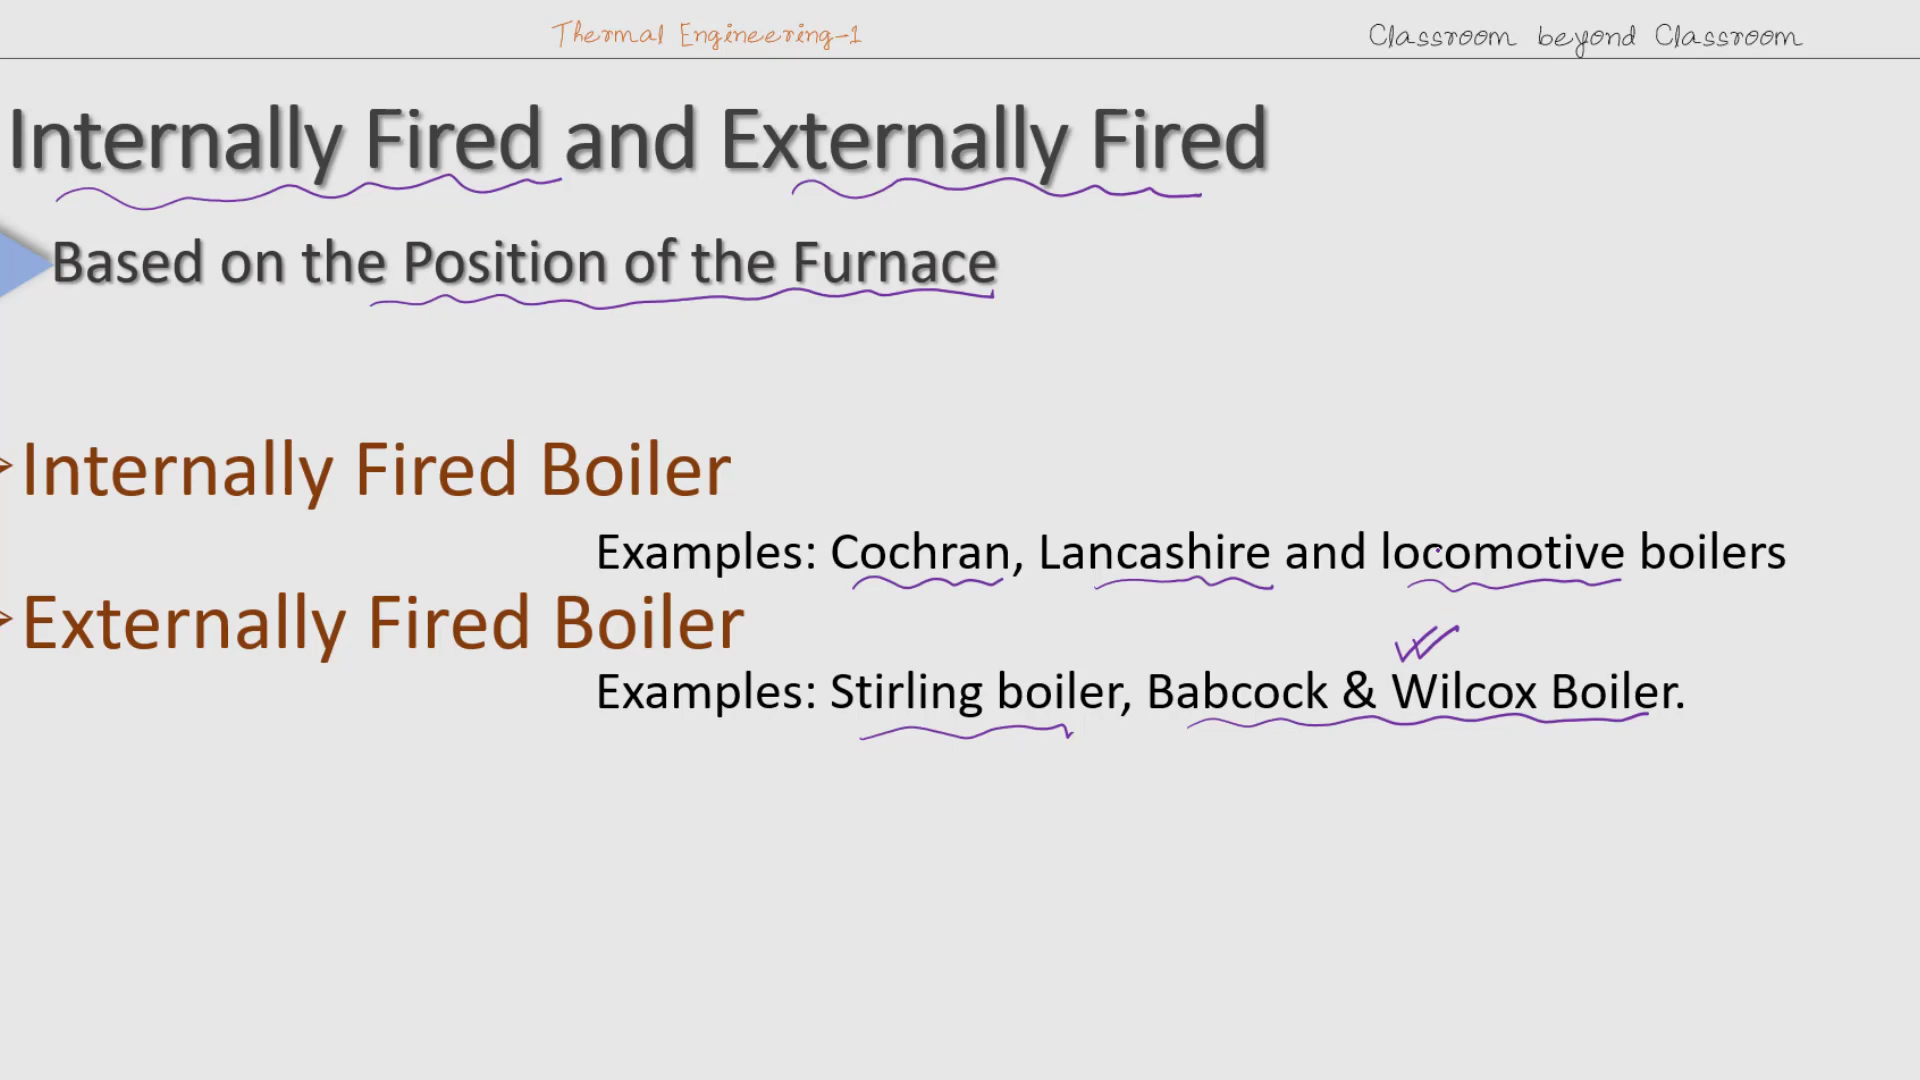 Thermal Engineering-1
Classroom beyond Classroom
Internally Fired and Externally Fired
Based on the Position of the Furnace
Internally Fired Boiler
Examples: Cochran, Lancashire and locomotive boilers
Externally Fired Boiler
Examples: Stirling boiler, Babcock & Wilcox Boiler.